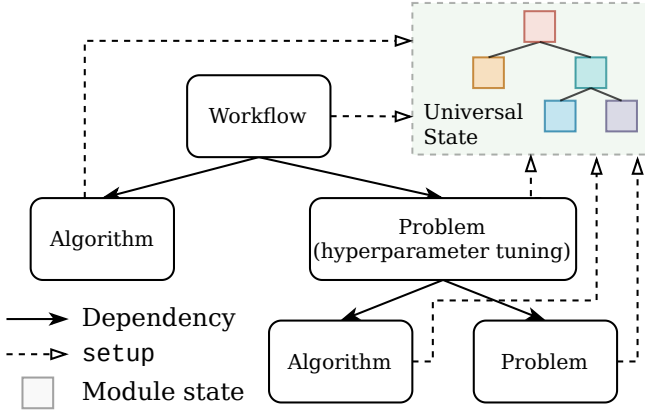 Universal
State
Workflow
Algorithm
Problem
(hyperparameter tuning)
Algorithm
Problem
Dependency
setup
Module state